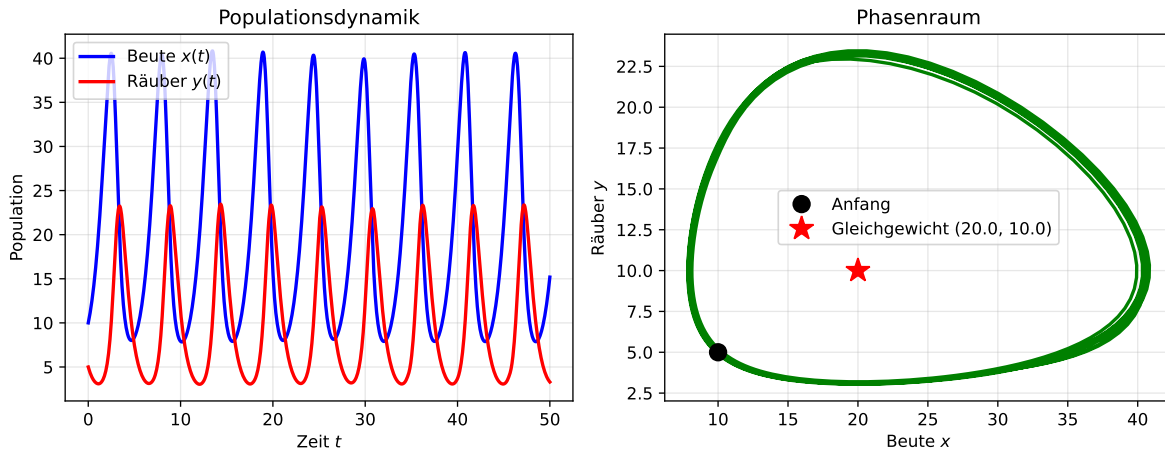 Populationsdynamik
Beute x(t)
Räuber y(t)
Population
40
35
30
25
20
15
10
5
0 10 20 30 40 50
Zeit t
Phasenraum
Anfang
Gleichgewicht (20.0, 10.0)
Räuber y
22.5
20.0
17.5
15.0
12.5
10.0
7.5
5.0
2.5
10 15 20 25 30 35 40
Beute x